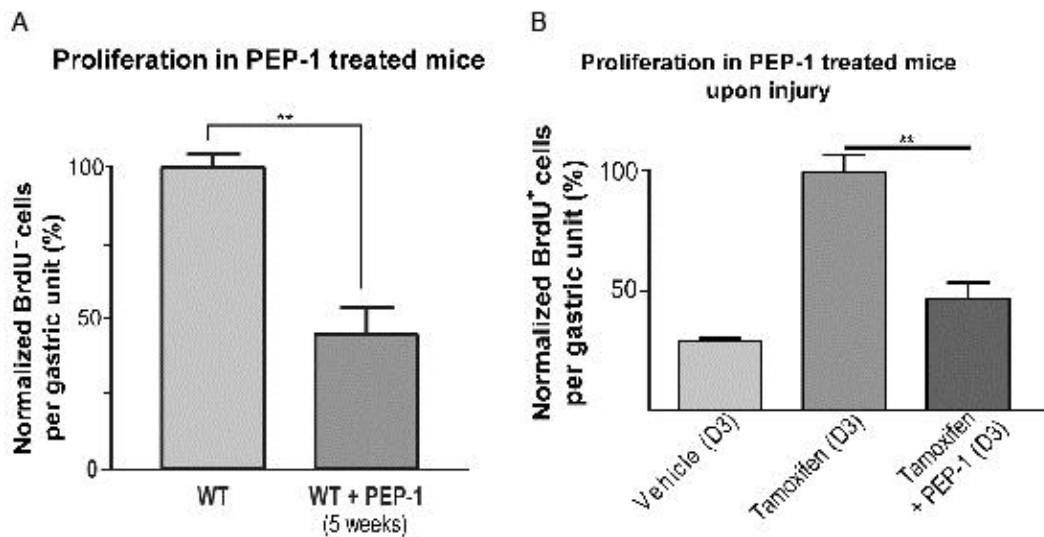 A
Proliferation in PEP-1 treated mice
**
Normalized BrdU⁻ cells
per gastric unit (%)
100
50
0
WT
WT + PEP-1
(5 weeks)
B
Proliferation in PEP-1 treated mice
upon injury
**
Normalized BrdU⁺ cells
per gastric unit (%)
100
50
Vehicle (D3)
Tamoxifen (D3)
Tamoxifen
+ PEP-1 (D3)